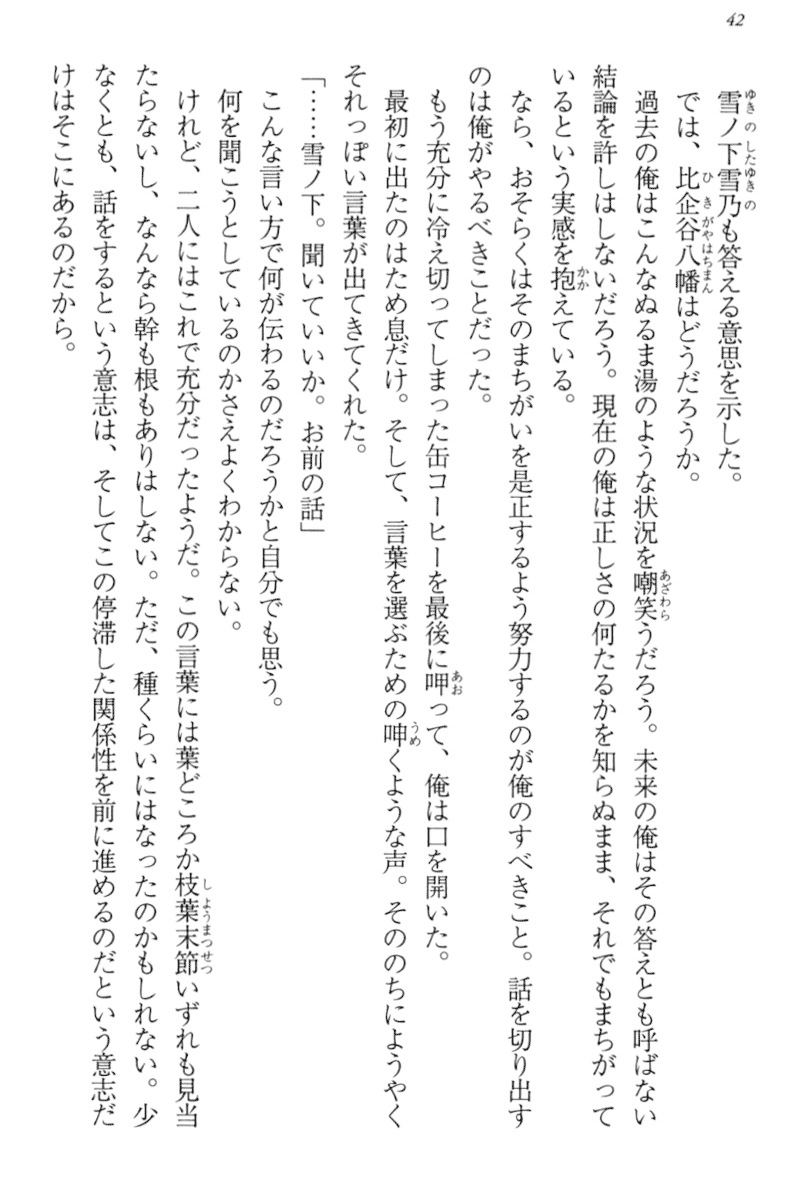 42
雪ノ下雪乃も答える意思を示した。
では、比企谷八幡はどうだろうか。
過去の俺はこんなぬるま湯のような状況を嘲笑うだろう。未来の俺はその答えとも呼ばない
結論を許しはしないだろう。現在の俺は正しさの何たるかを知らぬまま、それでもまちがって
いるという実感を抱えている。
なら、おそらくはそのまちがいを是正するよう努力するのが俺のすべきこと。話を切り出す
のは俺がやるべきことだった。
もう充分に冷え切ってしまった缶コーヒーを最後に呷って、俺は口を開いた。
最初に出たのはため息だけ。そして、言葉を選ぶための呻くような声。そののちにようやく
それっぽい言葉が出てきてくれた。
「……雪ノ下。聞いていいか。お前の話」
こんな言い方で何が伝わるのだろうかと自分でも思う。
何を聞こうとしているのかさえよくわからない。
けれど、二人にはこれで充分だったようだ。この言葉には葉どころか枝葉末節いずれも見当
たらないし、なんなら幹も根もありはしない。ただ、種くらいにはなったのかもしれない。少
なくとも、話をするという意志は、そしてこの停滞した関係性を前に進めるのだという意志だ
けはそこにあるのだから。